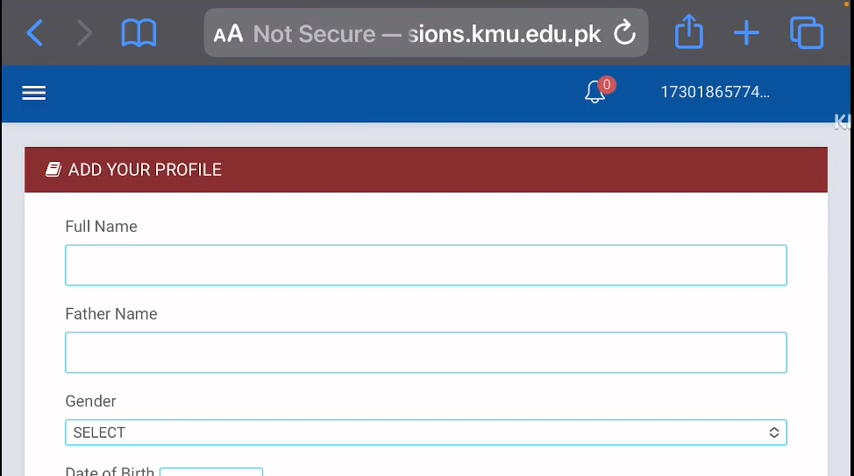 AA Not Secure — sions.kmu.edu.pk
0
17301865774...
ADD YOUR PROFILE
Full Name
Father Name
Gender
SELECT
Date of Birth